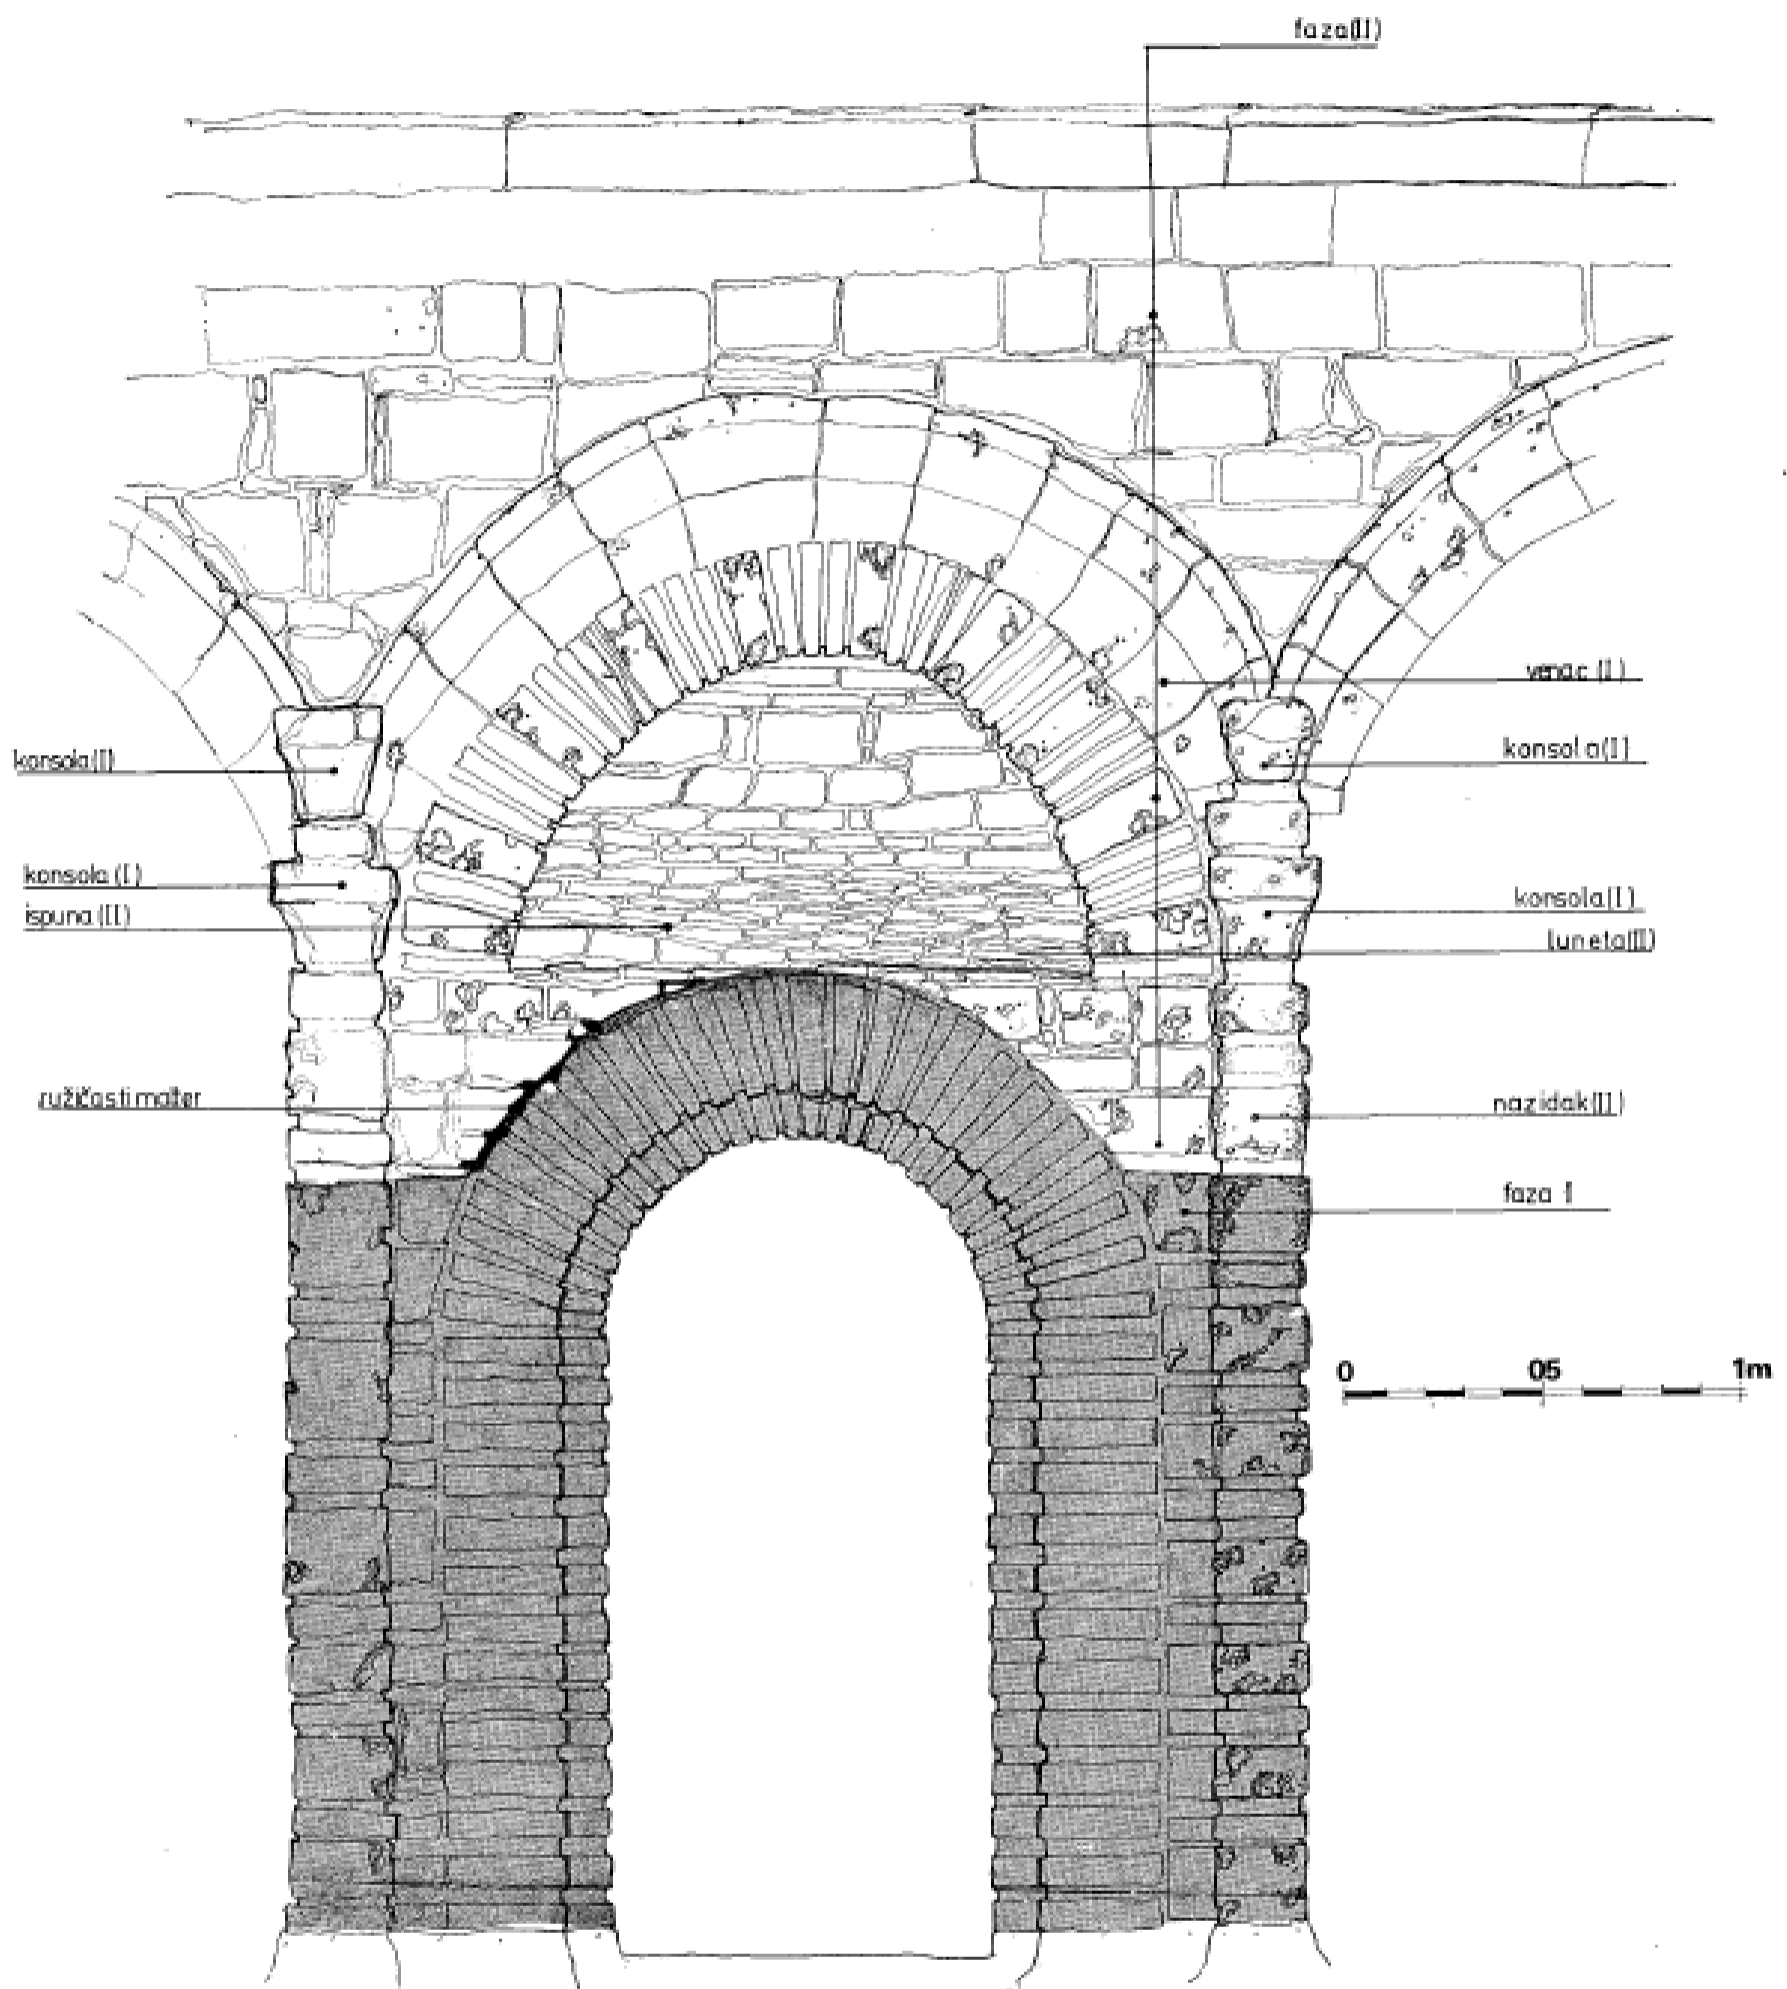 faza(II)
venac (I)
konsola(I)
konsola(I)
konsola (I)
ispuna (II)
konsola(I)
luneta(II)
ružičasti malter
nazidak(II)
faza I
0 05 1m